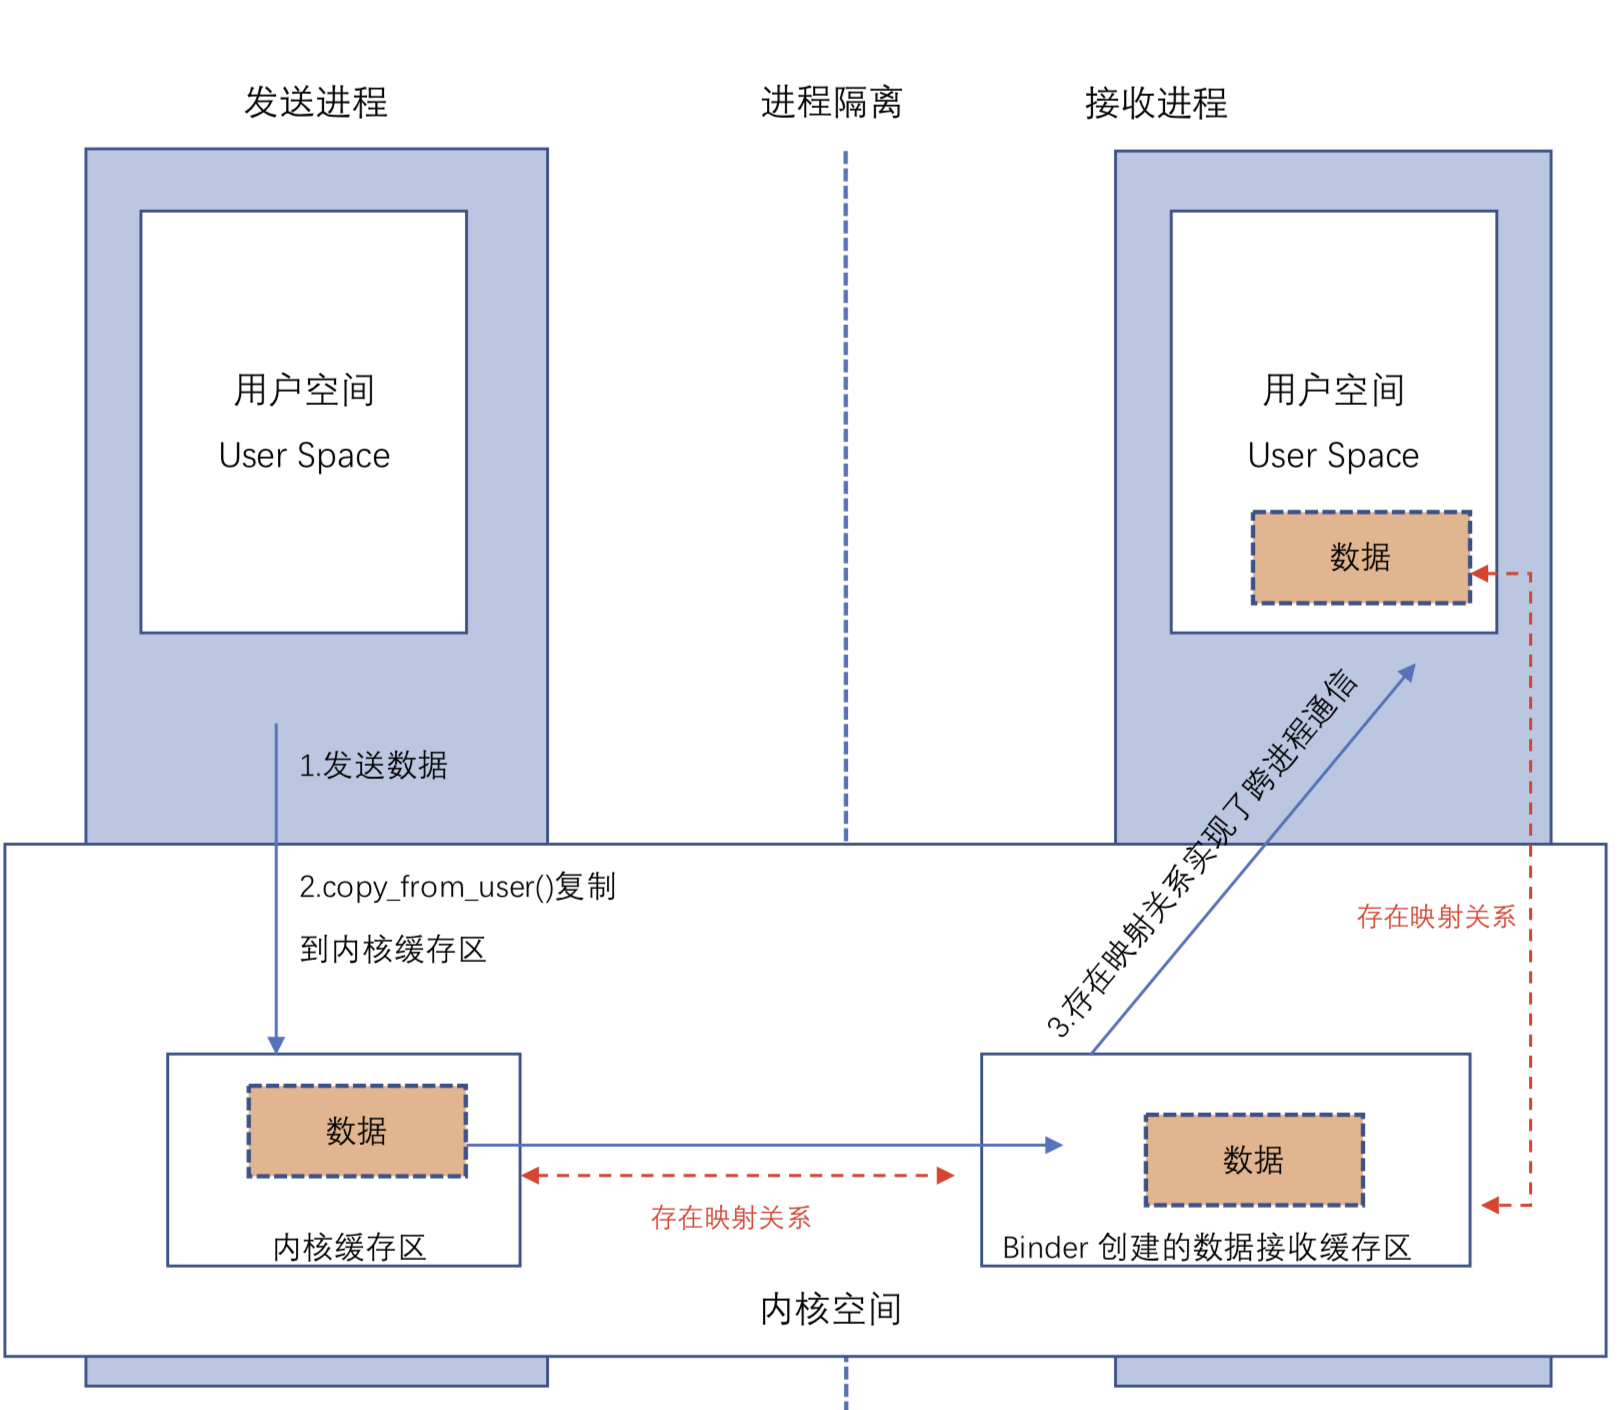 发送进程
进程隔离
接收进程
用户空间
User Space
用户空间
User Space
数据
1.发送数据
2.copy_from_user()复制
到内核缓存区
3.存在映射关系实现了跨进程通信
存在映射关系
数据
内核缓存区
存在映射关系
数据
Binder 创建的数据接收缓存区
内核空间